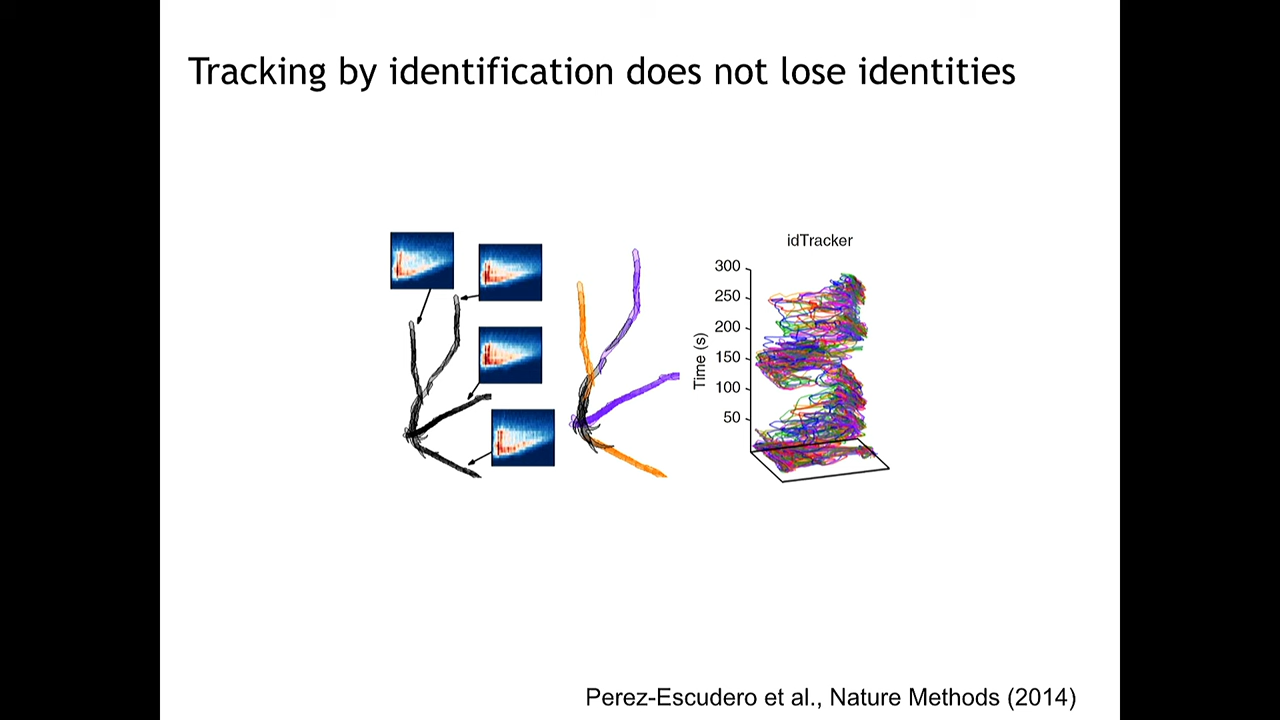 Tracking by identification does not lose identities
idTracker
300
250
200
150
100
50
Time (s)
Perez-Escudero et al., Nature Methods (2014)